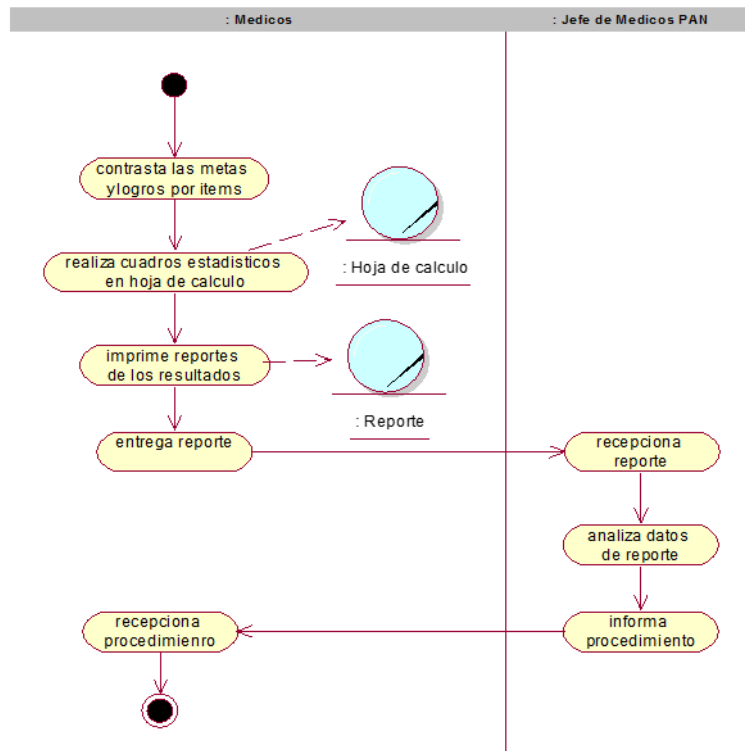 : Medicos
: Jefe de Medicos PAN
contrasta las metas
ylogros por items
realiza cuadros estadisticos
en hoja de calculo
: Hoja de calculo
imprime reportes
de los resultados
: Reporte
entrega reporte
recepciona
reporte
analiza datos
de reporte
informa
procedimiento
recepciona
procedimienro